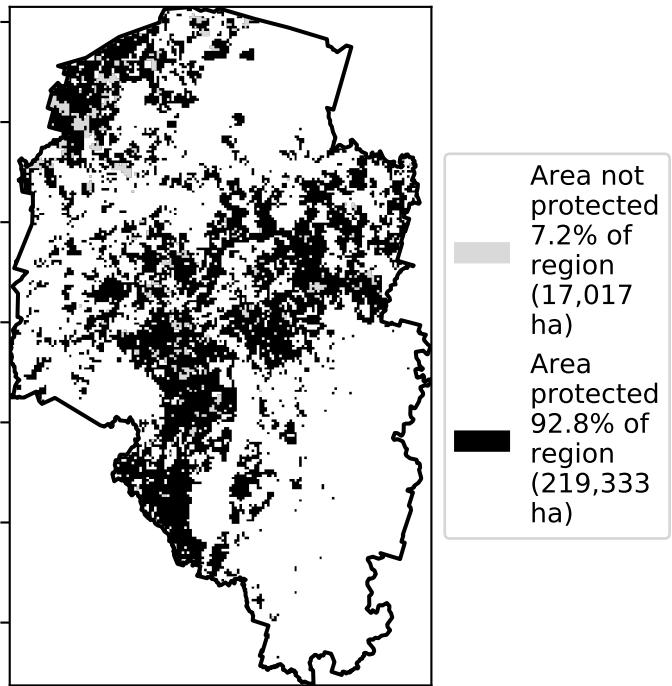 Area not
protected
7.2% of
region
(17,017
ha)
Area
protected
92.8% of
region
(219,333
ha)